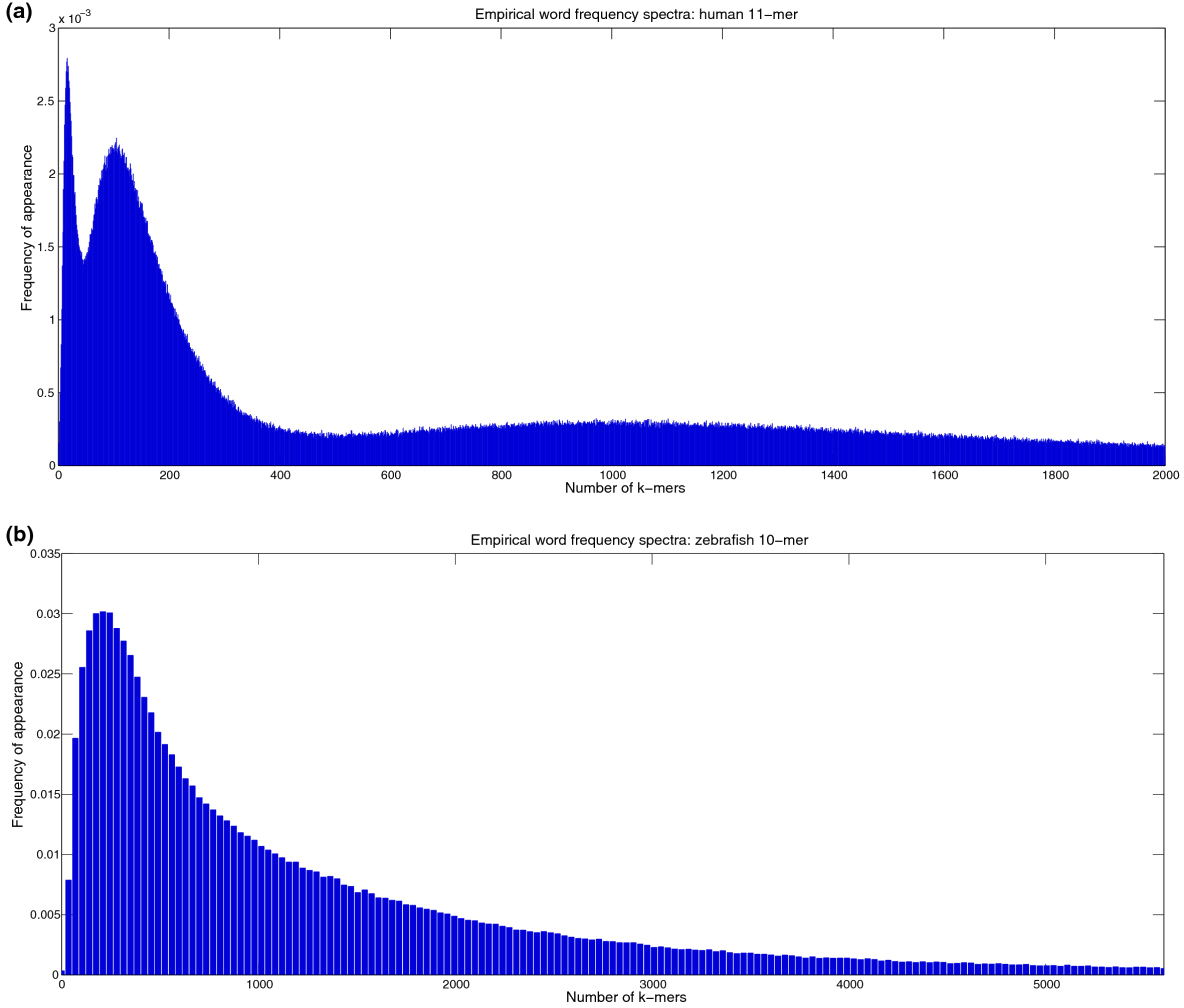 (a)
Empirical word frequency spectra: human 11−mer
x 10−3
3
2.5
2
1.5
1
0.5
0
Frequency of appearance
0 200 400 600 800 1000 1200 1400 1600 1800 2000
Number of k−mers
(b)
Empirical word frequency spectra: zebrafish 10−mer
0.035
0.03
0.025
0.02
0.015
0.01
0.005
0
Frequency of appearance
0 1000 2000 3000 4000 5000
Number of k−mers